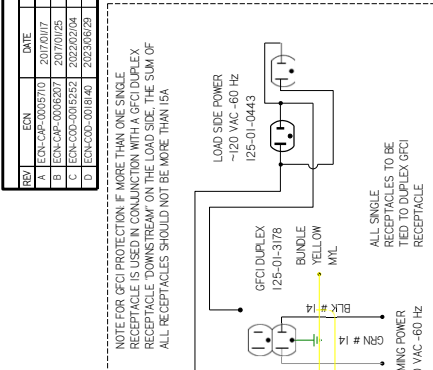 REV ECN DATE
A ECN-CAP-0005710 2017/01/17
B ECN-CAP-0006207 2017/01/25
C ECN-COD-0015252 2022/02/04
D ECN-COD-0018140 2023/06/29
NOTE FOR GFCI PROTECTION: IF MORE THAN ONE SINGLE
RECEPTACLE IS USED IN CONJUNCTION WITH A GFCI DUPLEX
RECEPTACLE "DOWNSTREAM" ON THE LOAD SIDE, THE SUM OF
ALL RECEPTACLES SHOULD NOT BE MORE THAN 15A
LOAD SIDE POWER
~120 VAC -60 Hz
125-01-0443
GFCI DUPLEX
125-01-3178
BUNDLE
YELLOW
MYL
ALL SINGLE
RECEPTACLES TO BE
TIED TO DUPLEX GFCI
RECEPTACLE
BLK # 14
GRN # 14
MING POWER
0 VAC -60 Hz